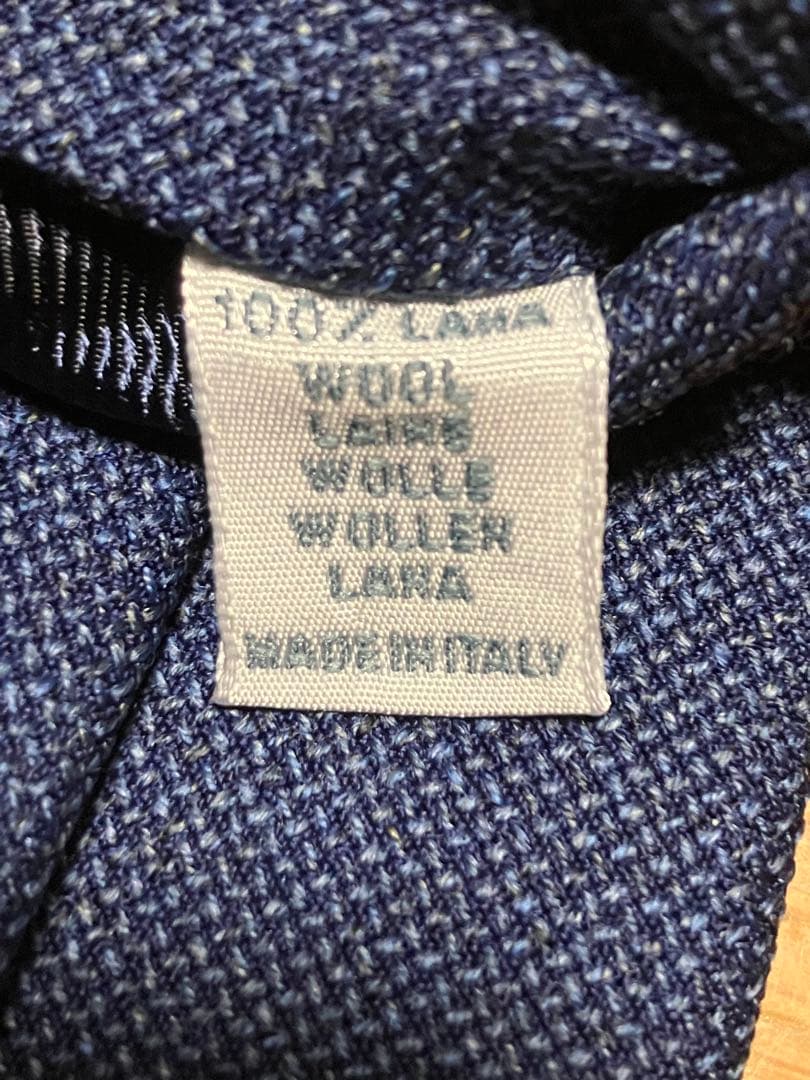 100% LANA
WOOL
LAINE
WOLLE
WOLLEN
LANA
MADE IN ITALY